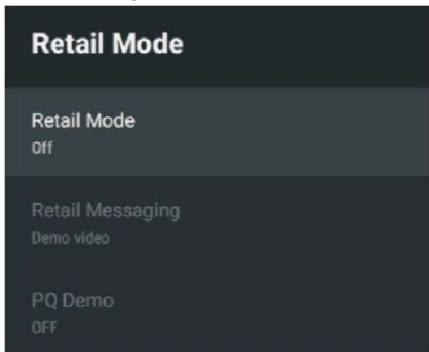 Retail Mode
Retail Mode
Off
Retail Messaging
Demo video
PQ Demo
OFF